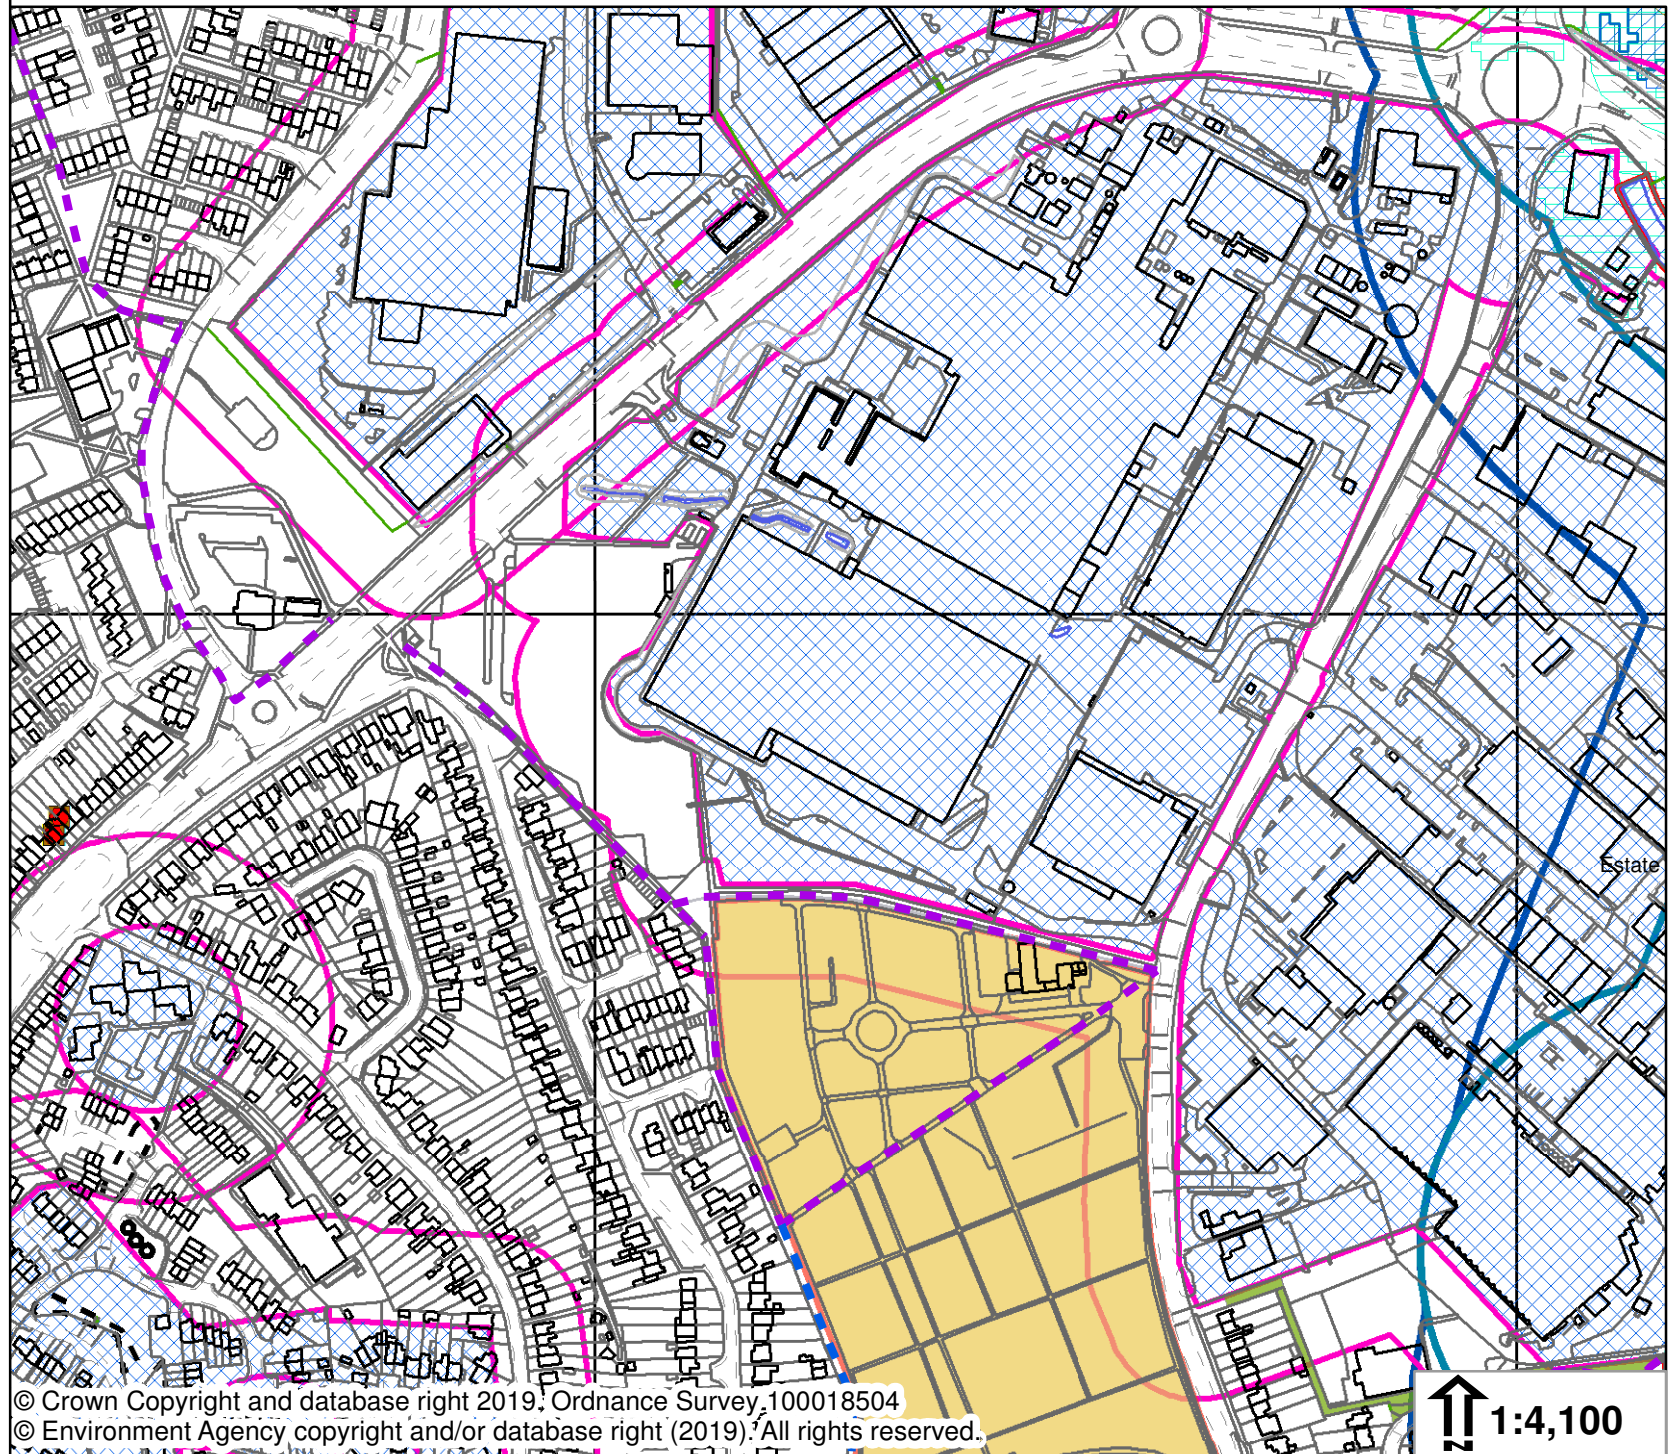 Estate
© Crown Copyright and database right 2019. Ordnance Survey 100018504
© Environment Agency copyright and/or database right (2019). All rights reserved.
1:4,100
N